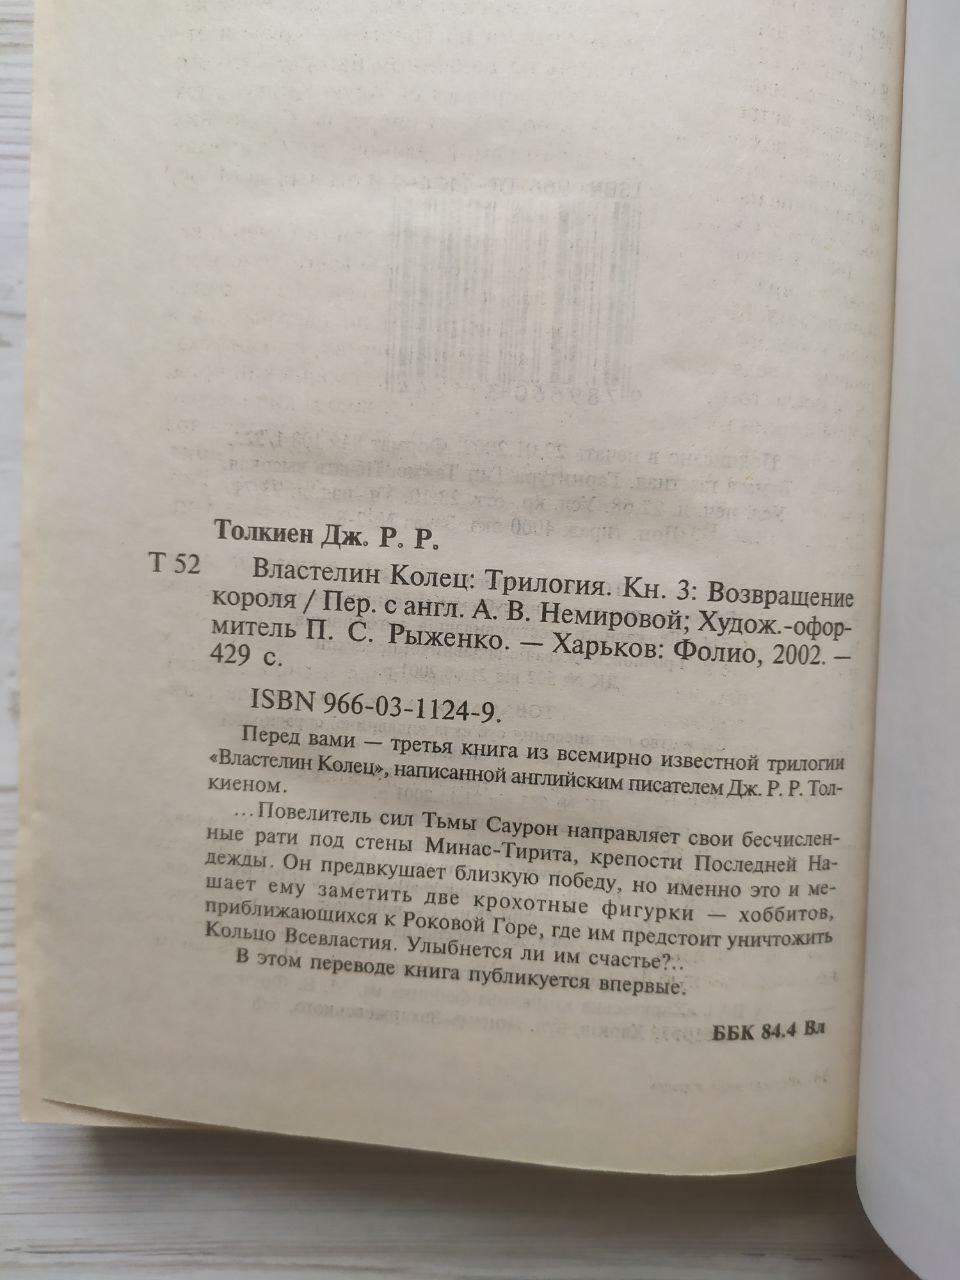 Толкиен Дж. Р. Р.
Т 52 Властелин Колец: Трилогия. Кн. 3: Возвращение
короля / Пер. с англ. А. В. Немировой; Худож.-офор-
митель П. С. Рыженко. — Харьков: Фолио, 2002. —
429 с.
ISBN 966-03-1124-9.
Перед вами — третья книга из всемирно известной трилогии
«Властелин Колец», написанной английским писателем Дж. Р. Р. Тол-
киеном.
...Повелитель сил Тьмы Саурон направляет свои бесчислен-
ные рати под стены Минас-Тирита, крепости Последней На-
дежды. Он предвкушает близкую победу, но именно это и ме-
шает ему заметить две крохотные фигурки — хоббитов,
приближающихся к Роковой Горе, где им предстоит уничтожить
Кольцо Всевластия. Улыбнется ли им счастье?..
В этом переводе книга публикуется впервые.
ББК 84.4 Вл